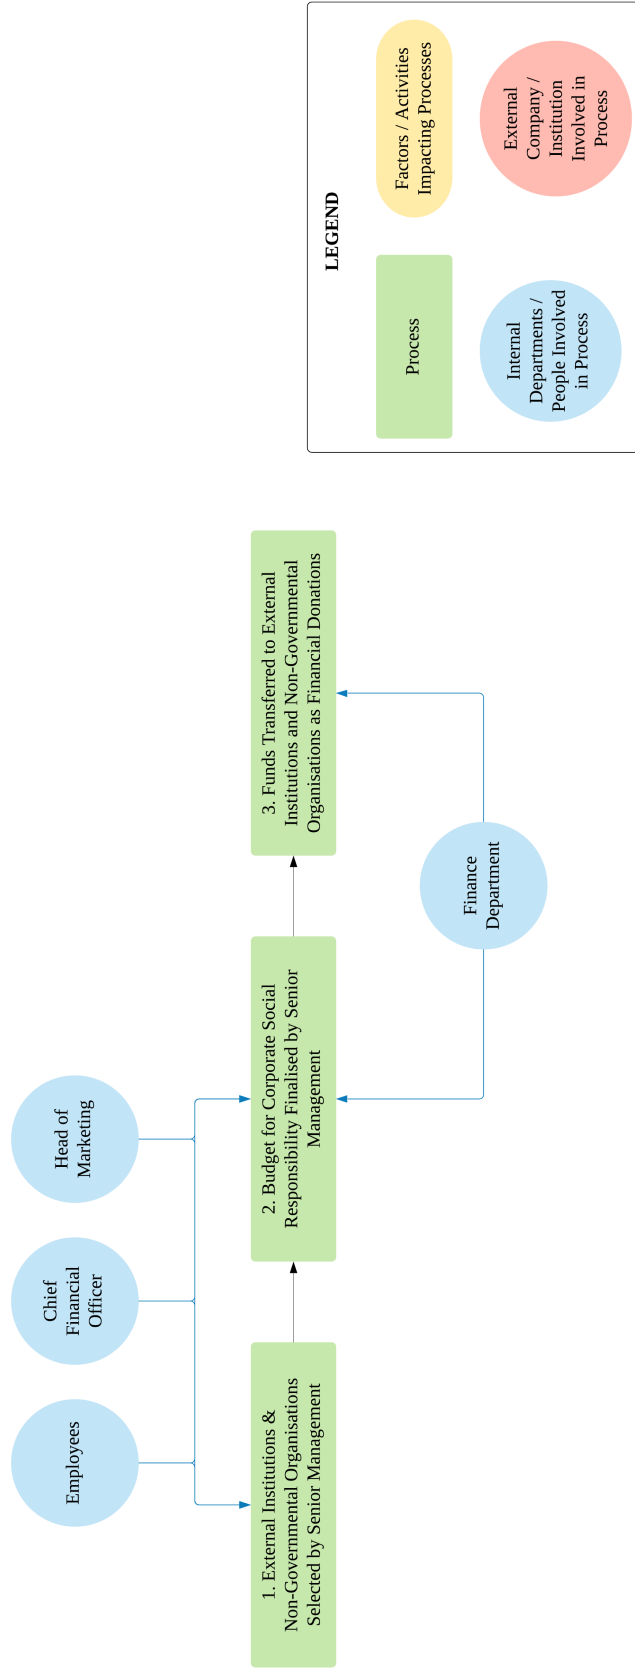 Employees
Chief
Financial
Officer
Head of
Marketing
1. External Institutions &
Non-Governmental Organisations
Selected by Senior Management
2. Budget for Corporate Social
Responsibility Finalised by Senior
Management
3. Funds Transferred to External
Institutions and Non-Governmental
Organisations as Financial Donations
Finance
Department
LEGEND
Process
Factors / Activities
Impacting Processes
Internal
Departments /
People Involved
in Process
External
Company /
Institution
Involved in
Process